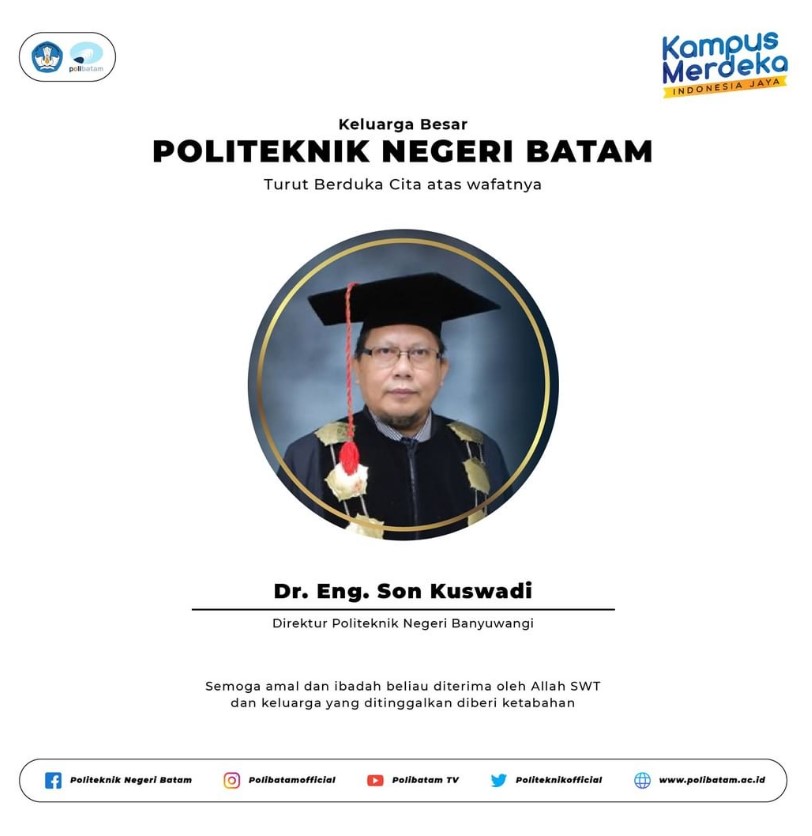 polibatam
Kampus
Merdeka
INDONESIA JAYA
Keluarga Besar
POLITEKNIK NEGERI BATAM
Turut Berduka Cita atas wafatnya
Dr. Eng. Son Kuswadi
Direktur Politeknik Negeri Banyuwangi
Semoga amal dan ibadah beliau diterima oleh Allah SWT
dan keluarga yang ditinggalkan diberi ketabahan
Politeknik Negeri Batam Polibatamofficial Polibatam TV Politeknikofficial www.polibatam.ac.id